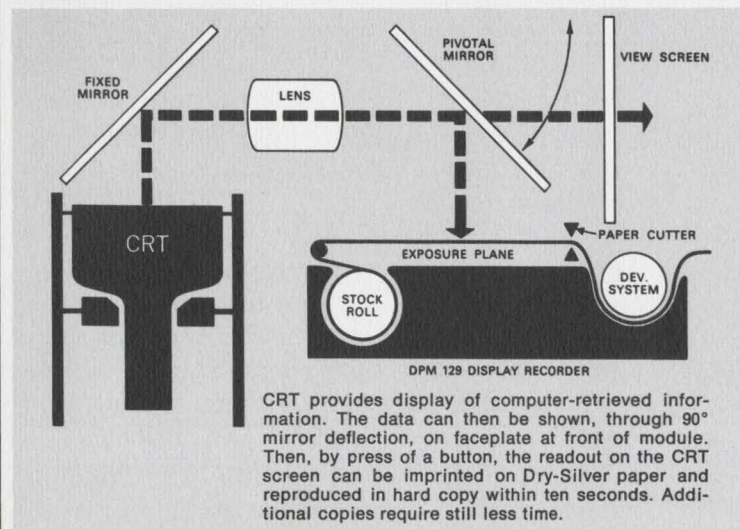 FIXED
MIRROR
LENS
PIVOTAL
MIRROR
VIEW SCREEN
CRT
PAPER CUTTER
EXPOSURE PLANE
STOCK
ROLL
DEV.
SYSTEM
DPM 129 DISPLAY RECORDER
CRT provides display of computer-retrieved infor-
mation. The data can then be shown, through 90°
mirror deflection, on faceplate at front of module.
Then, by press of a button, the readout on the CRT
screen can be imprinted on Dry-Silver paper and
reproduced in hard copy within ten seconds. Addi-
tional copies require still less time.